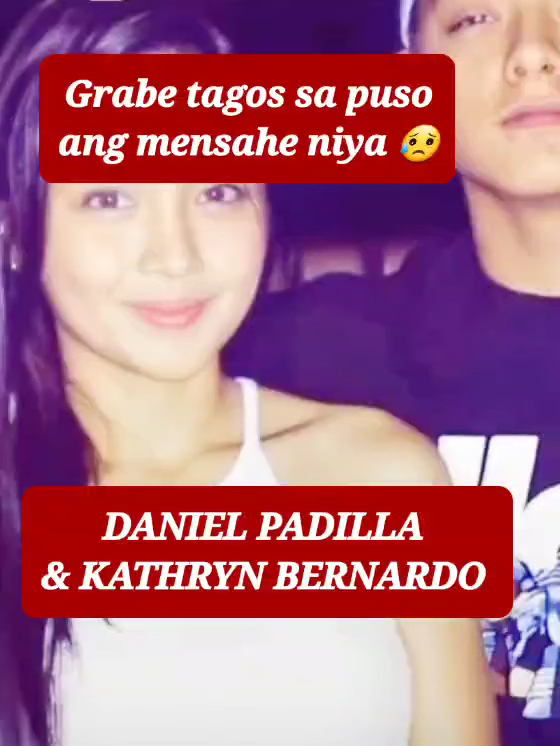 Grabe tagos sa puso
ang mensahe niya 😥
DANIEL PADILLA
& KATHRYN BERNARDO